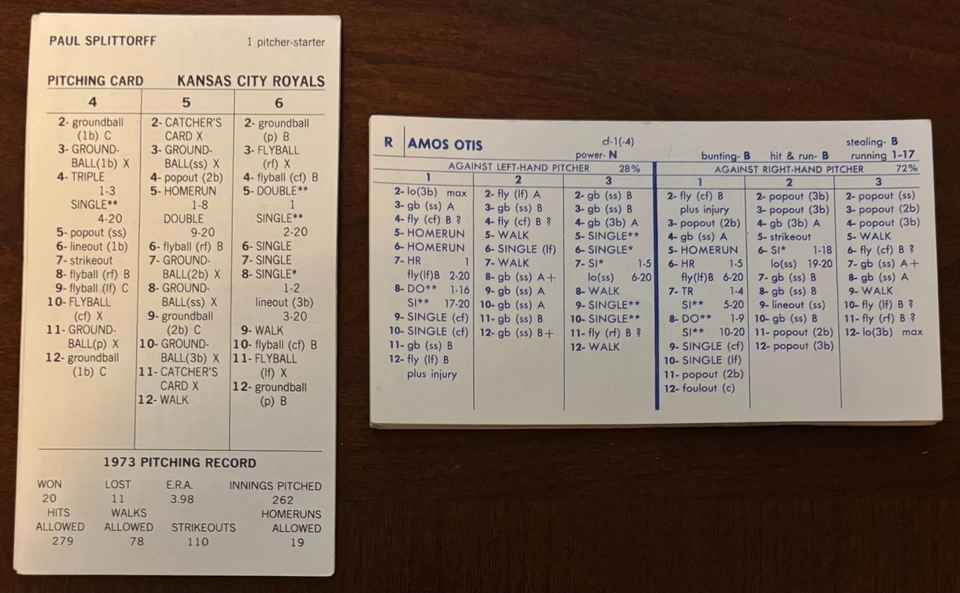 PAUL SPLITTORFF 1 pitcher-starter
PITCHING CARD KANSAS CITY ROYALS
4
2- groundball
(1b) C
3- GROUND-
BALL(1b) X
4- TRIPLE
1-3
SINGLE**
4-20
5- popout (ss)
6- lineout (1b)
7- strikeout
8- flyball (rf) B
9- flyball (lf) C
10- FLYBALL
(cf) X
11- GROUND-
BALL(p) X
12- groundball
(1b) C
5
2- CATCHER'S
CARD X
3- GROUND-
BALL(ss) X
4- popout (2b)
5- HOMERUN
1-8
DOUBLE
9-20
6- flyball (rf) B
7- GROUND-
BALL(2b) X
8- GROUND-
BALL(ss) X
9- groundball
(2b) C
10- GROUND-
BALL(3b) X
11- CATCHER'S
CARD X
12- WALK
6
2- groundball
(p) B
3- FLYBALL
(rf) X
4- flyball (cf) B
5- DOUBLE**
1
SINGLE**
2-20
6- SINGLE
7- SINGLE
8- SINGLE*
1-2
lineout (3b)
3-20
9- WALK
10- flyball (cf) B
11- FLYBALL
(lf) X
12- groundball
(p) B
1973 PITCHING RECORD
WON LOST E.R.A. INNINGS PITCHED
20 11 3.98 262
HITS WALKS HOMERUNS
ALLOWED ALLOWED STRIKEOUTS ALLOWED
279 78 110 19
R AMOS OTIS cf-1(-4) stealing- B
power- N bunting- B hit & run- B running 1-17
AGAINST LEFT-HAND PITCHER 28%
1
2- lo(3b) max
3- gb (ss) A
4- fly (cf) B ?
5- HOMERUN
6- HOMERUN
7- HR 1
fly(lf)B 2-20
8- DO** 1-16
SI** 17-20
9- SINGLE (cf)
10- SINGLE (cf)
11- gb (ss) B
12- fly (lf) B
plus injury
2
2- fly (lf) A
3- gb (ss) B
4- fly (cf) B ?
5- WALK
6- SINGLE (lf)
7- WALK
8- gb (ss) A+
9- gb (ss) A
10- gb (ss) A
11- SINGLE**
12- gb (ss) B+
3
2- gb (ss) B
3- gb (ss) B
4- gb (3b) A
5- SINGLE**
6- SINGLE*
7- SI* 1-5
lo(ss) 6-20
8- WALK
9- SINGLE**
10- SINGLE**
11- fly (rf) B ?
12- WALK
AGAINST RIGHT-HAND PITCHER 72%
1
2- fly (cf) B
plus injury
3- popout (2b)
4- gb (ss) A
5- HOMERUN
6- HR 1-5
fly(lf)B 6-20
7- TR 1-4
SI** 5-20
8- DO** 1-9
SI** 10-20
9- SINGLE (cf)
10- SINGLE (lf)
11- popout (2b)
12- foulout (c)
2
2- popout (3b)
3- popout (3b)
4- gb (3b) A
5- strikeout
6- SI* 1-18
lo(ss) 19-20
7- gb (ss) B
8- gb (ss) B
9- lineout (ss)
10- gb (ss) B
11- popout (2b)
12- popout (3b)
3
2- popout (ss)
3- popout (2b)
4- popout (3b)
5- WALK
6- fly (cf) B ?
7- gb (ss) A+
8- gb (ss) A
9- WALK
10- fly (lf) B ?
11- fly (rf) B ?
12- lo(3b) max